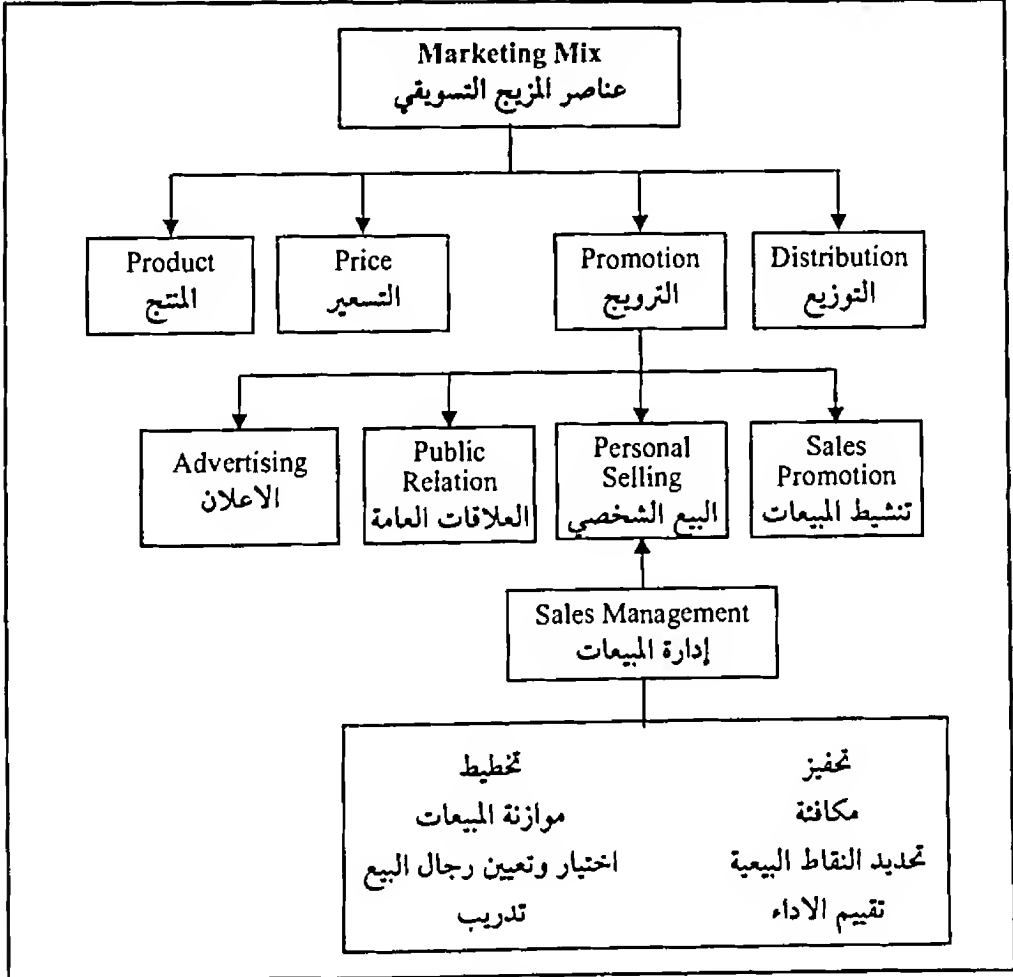 Marketing Mix
عناصر المزيج التسويقي
Product
المنتج
Price
التسعير
Promotion
الترويج
Distribution
التوزيع
Advertising
الاعلان
Public
Relation
العلاقات العامة
Personal
Selling
البيع الشخصي
Sales
Promotion
تنشيط المبيعات
Sales Management
إدارة المبيعات
تحفيز
مكافئة
تحديد النقاط البيعية
تقييم الاداء
تخطيط
موازنة المبيعات
اختيار وتعيين رجال البيع
تدريب